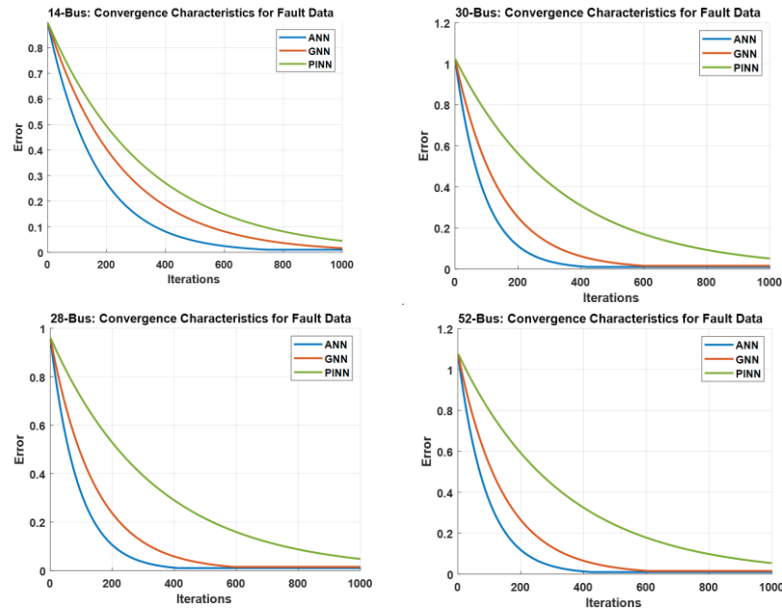 14-Bus: Convergence Characteristics for Fault Data
ANN
GNN
PINN
Error
0.8
0.7
0.6
0.5
0.4
0.3
0.2
0.1
0
0 200 400 600 800 1000
Iterations
30-Bus: Convergence Characteristics for Fault Data
ANN
GNN
PINN
Error
1.2
1
0.8
0.6
0.4
0.2
0
0 200 400 600 800 1000
Iterations
28-Bus: Convergence Characteristics for Fault Data
ANN
GNN
PINN
Error
1
0.8
0.6
0.4
0.2
0
0 200 400 600 800 1000
Iterations
52-Bus: Convergence Characteristics for Fault Data
ANN
GNN
PINN
Error
1.2
1
0.8
0.6
0.4
0.2
0
0 200 400 600 800 1000
Iterations